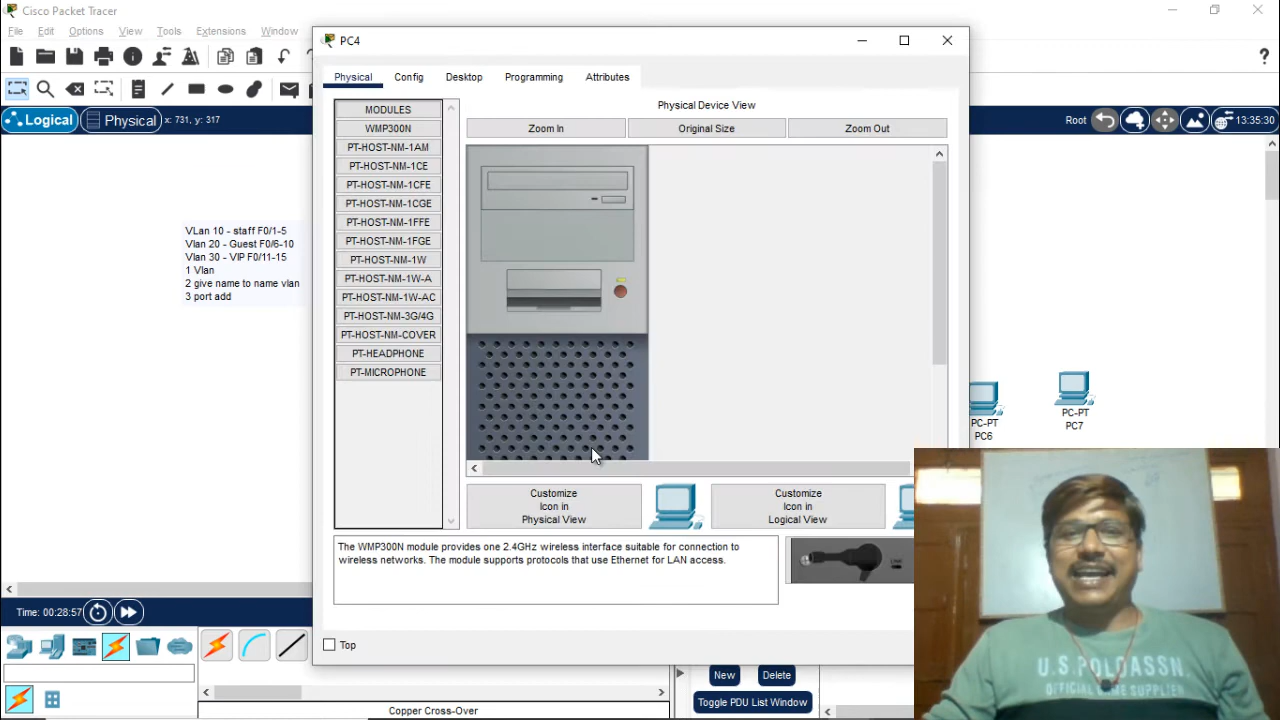 Cisco Packet Tracer
File Edit Options View Tools Extensions Window
Logical Physical x: 731, y: 317
Root 13:35:30
VLan 10 - staff F0/1-5
Vlan 20 - Guest F0/6-10
Vlan 30 - VIP F0/11-15
1 Vlan
2 give name to name vlan
3 port add
PC4
Physical Config Desktop Programming Attributes
MODULES
WMP300N
PT-HOST-NM-1AM
PT-HOST-NM-1CE
PT-HOST-NM-1CFE
PT-HOST-NM-1CGE
PT-HOST-NM-1FFE
PT-HOST-NM-1FGE
PT-HOST-NM-1W
PT-HOST-NM-1W-A
PT-HOST-NM-1W-AC
PT-HOST-NM-3G/4G
PT-HOST-NM-COVER
PT-HEADPHONE
PT-MICROPHONE
Physical Device View
Zoom In Original Size Zoom Out
Customize
Icon in
Physical View
Customize
Icon in
Logical View
The WMP300N module provides one 2.4GHz wireless interface suitable for connection to
wireless networks. The module supports protocols that use Ethernet for LAN access.
Top
PC-PT
PC6
PC-PT
PC7
Time: 00:28:57
New Delete
Toggle PDU List Window
Copper Cross-Over
U.S. POLO ASSN.
OFFICIAL GAME SUPPLIER